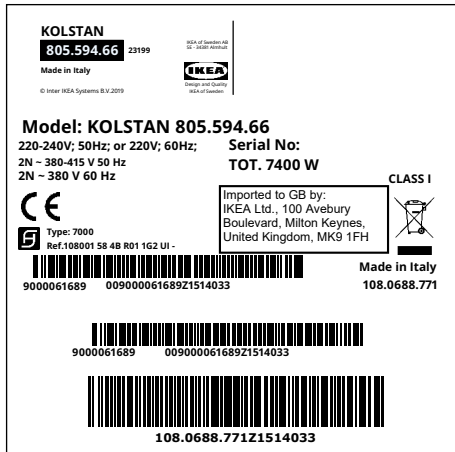 KOLSTAN
805.594.66 23199
Made in Italy
© Inter IKEA Systems B.V.2019
IKEA of Sweden AB
SE - 34381 Älmhult
IKEA
Design and Quality
IKEA of Sweden
Model: KOLSTAN 805.594.66
220-240V; 50Hz; or 220V; 60Hz;
2N ~ 380-415 V 50 Hz
2N ~ 380 V 60 Hz
Serial No:
TOT. 7400 W
CLASS I
CE
Imported to GB by:
IKEA Ltd., 100 Avebury
Boulevard, Milton Keynes,
United Kingdom, MK9 1FH
Type: 7000
Ref.108001 58 4B R01 1G2 UI -
Made in Italy
108.0688.771
9000061689 009000061689Z1514033
9000061689 009000061689Z1514033
108.0688.771Z1514033